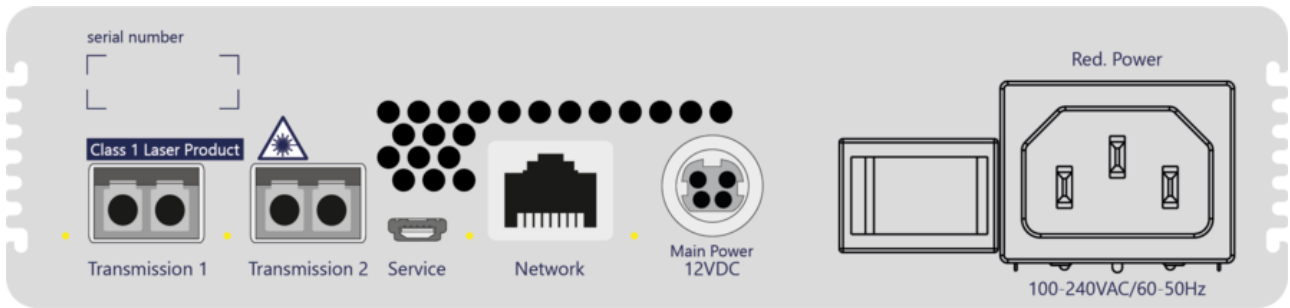 serial number
Red. Power
Class 1 Laser Product
Transmission 1
Transmission 2
Service
Network
Main Power
12VDC
100-240VAC/60-50Hz